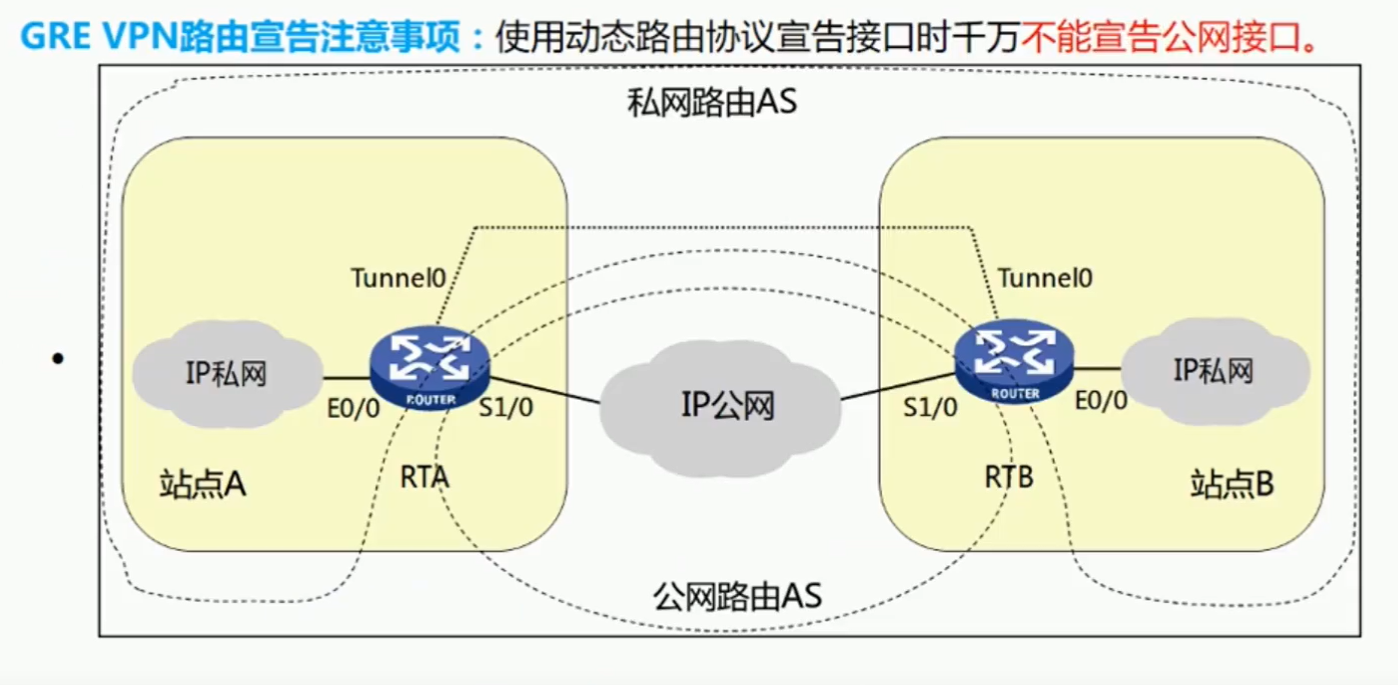 GRE VPN路由宣告注意事项：使用动态路由协议宣告接口时千万不能宣告公网接口。
私网路由AS
Tunnel0
Tunnel0
IP私网
ROUTER
E0/0
S1/0
IP公网
S1/0
ROUTER
E0/0
IP私网
站点A
RTA
RTB
站点B
公网路由AS